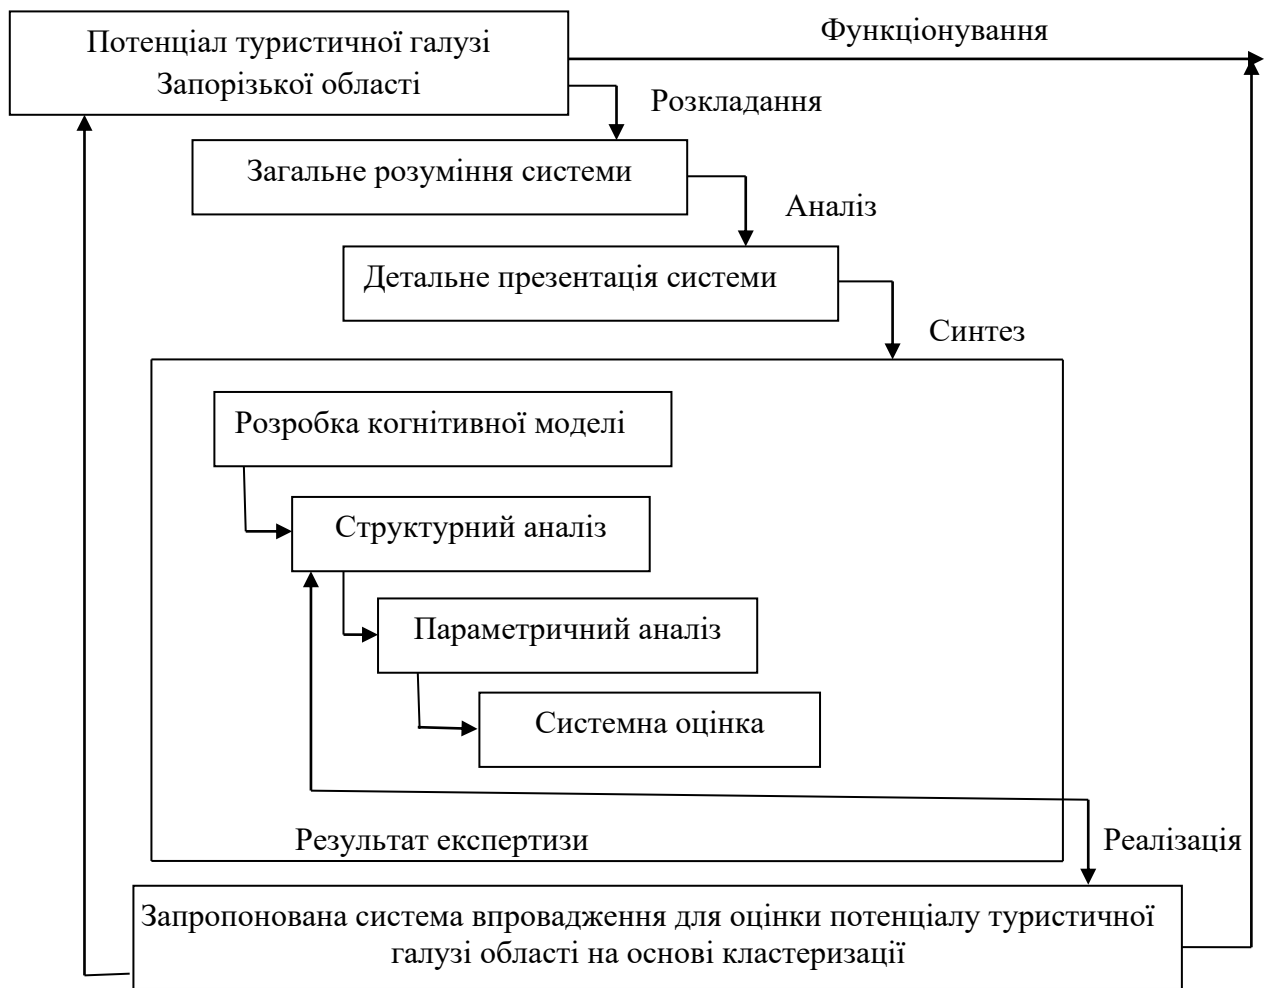 Потенціал туристичної галузі
Запорізької області
Функціонування
Розкладання
Загальне розуміння системи
Аналіз
Детальне презентація системи
Синтез
Розробка когнітивної моделі
Структурний аналіз
Параметричний аналіз
Системна оцінка
Результат експертизи
Реалізація
Запропонована система впровадження для оцінки потенціалу туристичної
галузі області на основі кластеризації